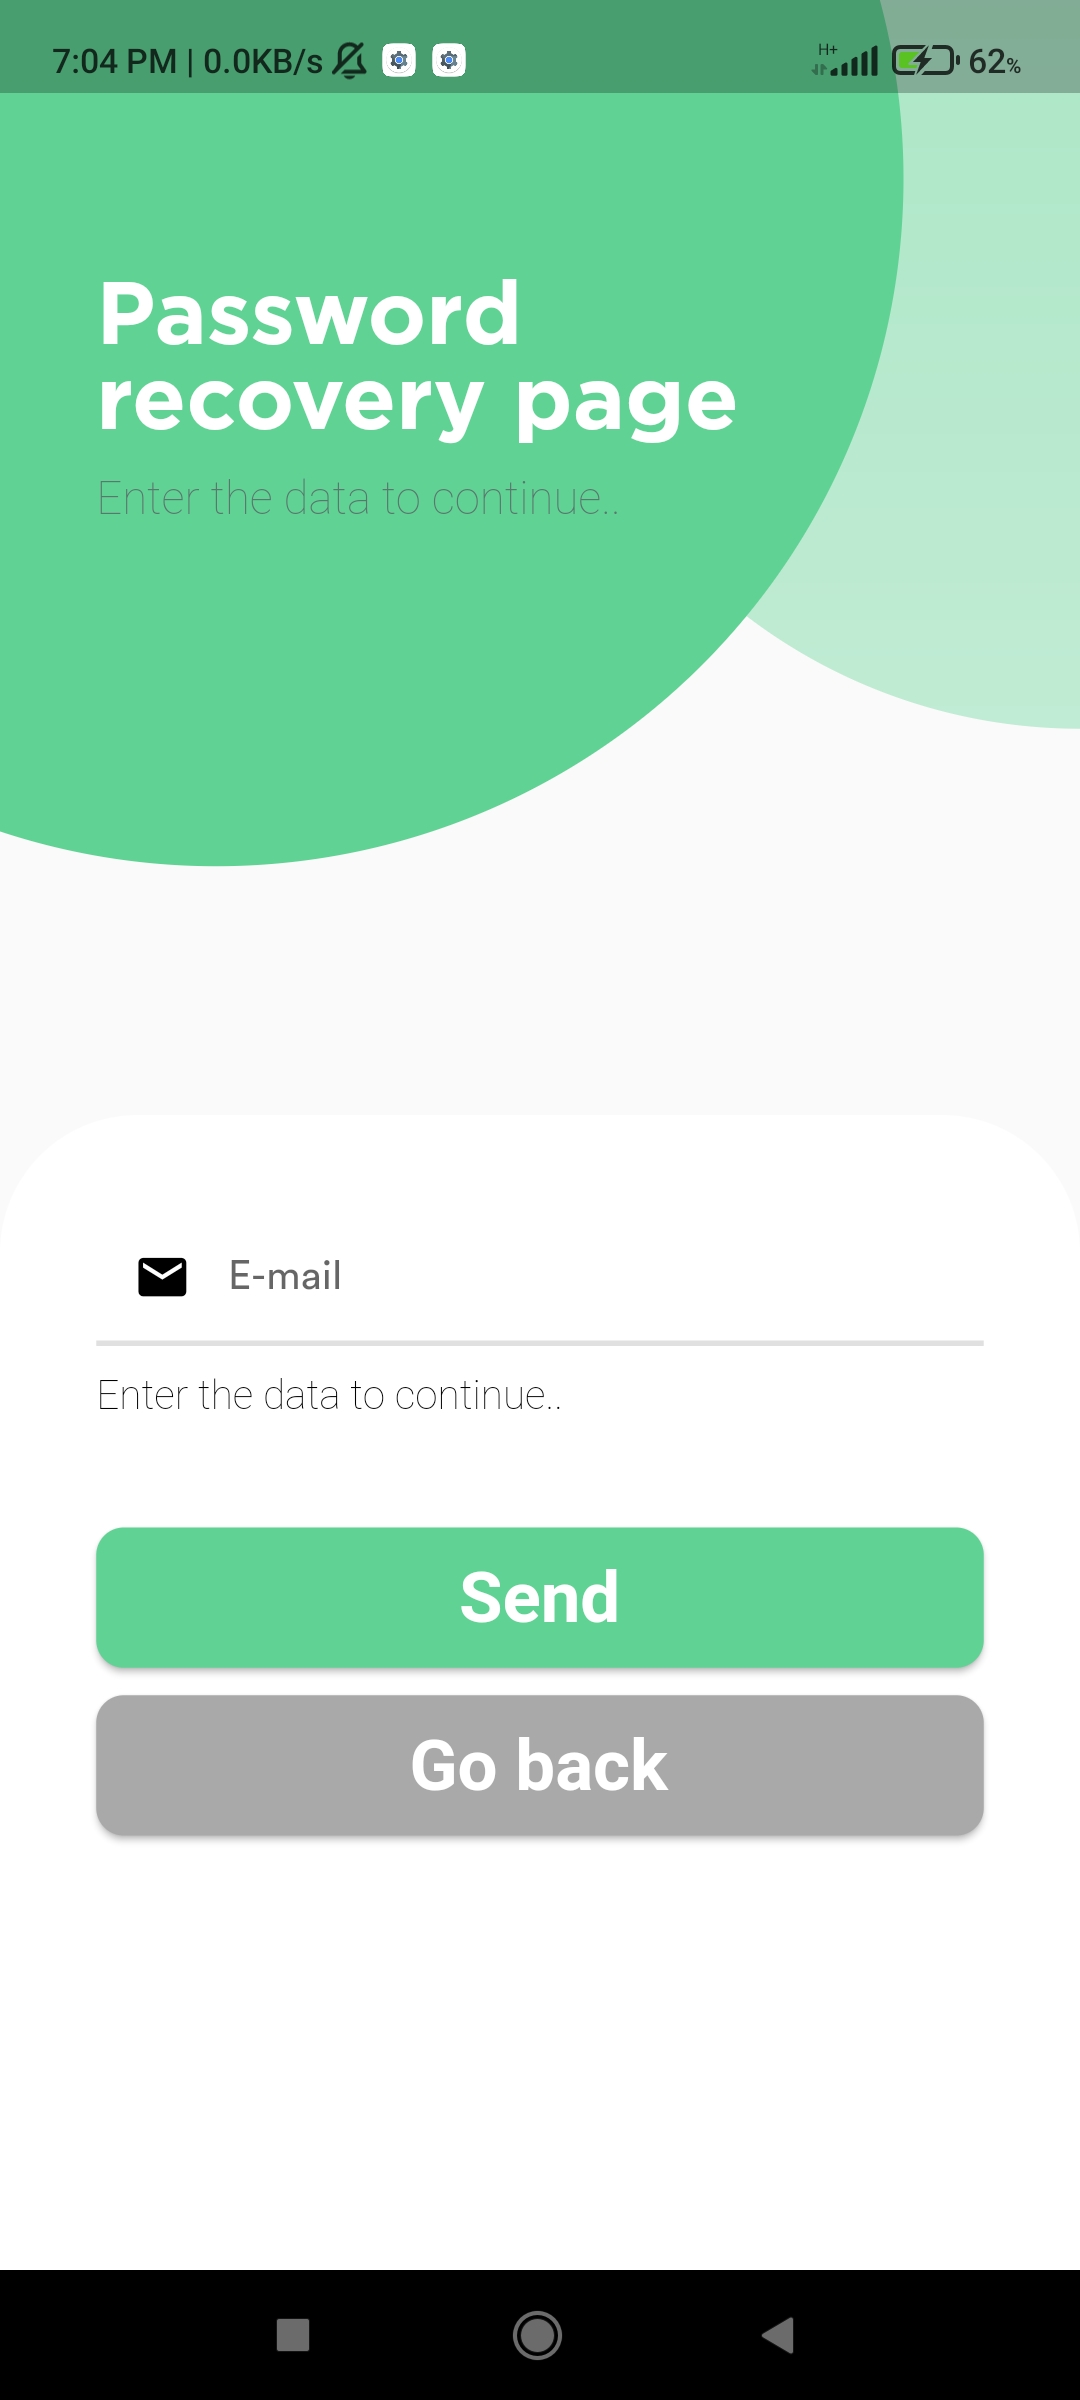 7:04 PM | 0.0KB/s H+ 62%
Password
recovery page
Enter the data to continue..
E-mail
Enter the data to continue..
Send
Go back